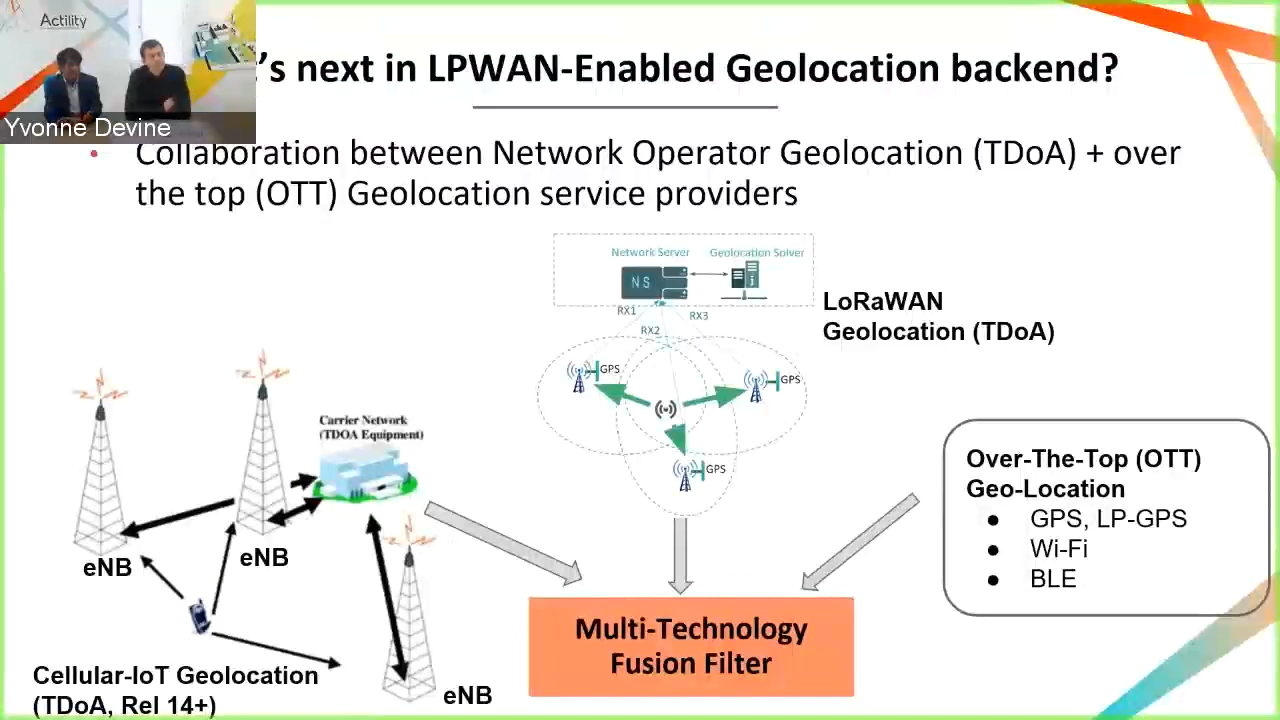 Actility
Yvonne Devine
's next in LPWAN-Enabled Geolocation backend?
• Collaboration between Network Operator Geolocation (TDoA) + over
the top (OTT) Geolocation service providers
Network Server
Geolocation Solver
NS
RX1
RX2
RX3
LoRaWAN
Geolocation (TDoA)
GPS
GPS
GPS
Carrier Network
(TDOA Equipment)
eNB
eNB
eNB
Cellular-IoT Geolocation
(TDoA, Rel 14+)
Over-The-Top (OTT)
Geo-Location
● GPS, LP-GPS
● Wi-Fi
● BLE
Multi-Technology
Fusion Filter